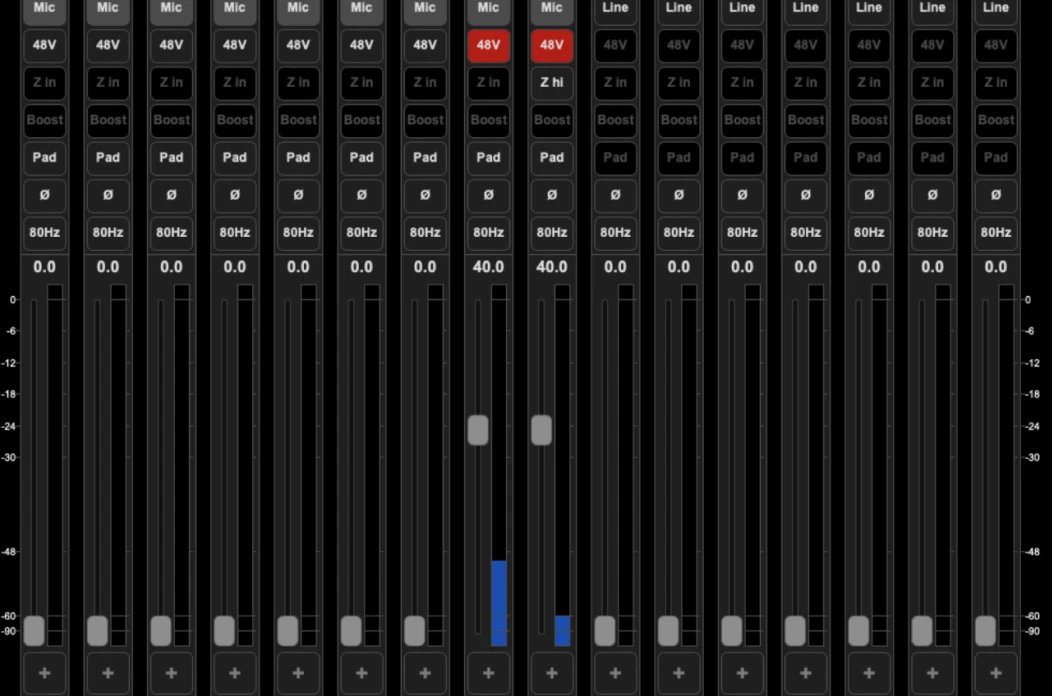 Mic Mic Mic Mic Mic Mic Mic Mic Mic Line Line Line Line Line Line Line
48V 48V 48V 48V 48V 48V 48V 48V 48V 48V 48V 48V 48V 48V 48V 48V
Z in Z in Z in Z in Z in Z in Z in Z in Z hi Z in Z in Z in Z in Z in Z in Z in
Boost Boost Boost Boost Boost Boost Boost Boost Boost Boost Boost Boost Boost Boost Boost Boost
Pad Pad Pad Pad Pad Pad Pad Pad Pad Pad Pad Pad Pad Pad Pad Pad
Ø Ø Ø Ø Ø Ø Ø Ø Ø Ø Ø Ø Ø Ø Ø Ø
80Hz 80Hz 80Hz 80Hz 80Hz 80Hz 80Hz 80Hz 80Hz 80Hz 80Hz 80Hz 80Hz 80Hz 80Hz 80Hz
0.0 0.0 0.0 0.0 0.0 0.0 0.0 40.0 40.0 0.0 0.0 0.0 0.0 0.0 0.0 0.0
0 0
-6 -6
-12 -12
-18 -18
-24 -24
-30 -30
-48 -48
-60 -60
-90 -90
+ + + + + + + + + + + + + + + +